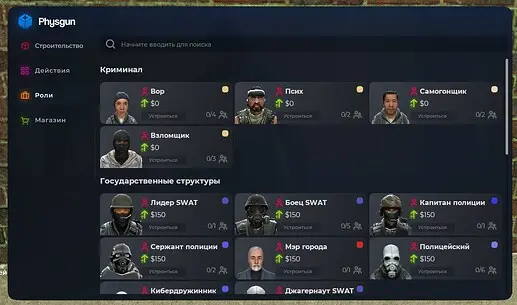 Physgun
Строительство
Действия
Роли
Магазин
Начните вводить для поиска
Криминал
Вор
$0
Устроиться
0/4
Псих
$0
Устроиться
0/2
Самогонщик
$0
Устроиться
0/2
Взломщик
$0
Устроиться
0/3
Государственные структуры
Лидер SWAT
$150
Устроиться
0/1
Боец SWAT
$150
Устроиться
0/5
Капитан полиции
$150
Устроиться
0/1
Сержант полиции
$150
Устроиться
0/2
Мэр города
$150
Устроиться
0/1
Полицейский
$150
Устроиться
0/6
Кибердружинник
Джагернаут SWAT